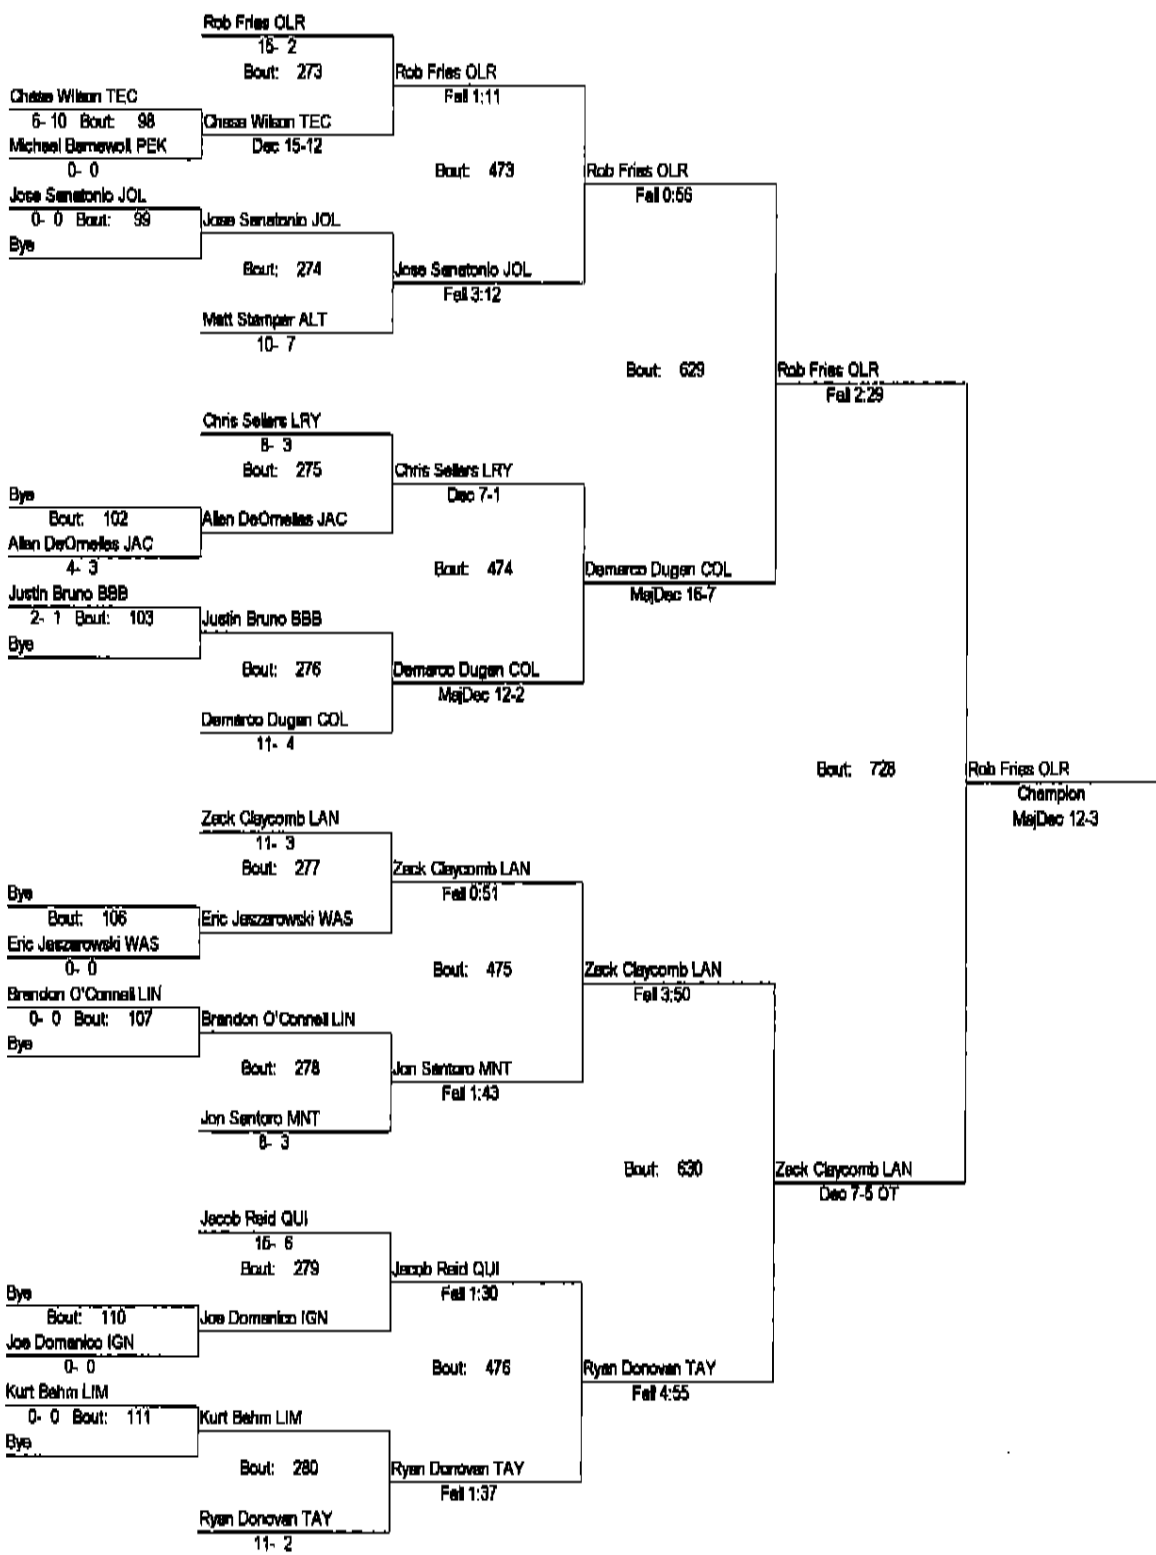 Rob Fries OLR
15- 2
Bout: 273
Rob Fries OLR
Fall 1:11
Chase Wilson TEC
6- 10 Bout: 98
Chase Wilson TEC
Michael Barnewolt PEK
Dec 15-12
0- 0
Bout: 473
Rob Fries OLR
Fall 0:56
Jose Sanatonio JOL
0- 0 Bout: 99
Jose Sanatonio JOL
Bye
Bout: 274
Jose Sanatonio JOL
Fall 3:12
Matt Stamper ALT
10- 7
Bout: 629
Rob Fries OLR
Fall 2:29
Chris Sellers LRY
8- 3
Bout: 275
Chris Sellers LRY
Dec 7-1
Bye
Bout: 102
Allen DeOrnellas JAC
Allen DeOrnellas JAC
4- 3
Bout: 474
Demarco Dugan COL
MajDec 16-7
Justin Bruno BBB
2- 1 Bout: 103
Justin Bruno BBB
Bye
Bout: 276
Demarco Dugan COL
MajDec 12-2
Demarco Dugan COL
11- 4
Bout: 728
Rob Fries OLR
Champion
MajDec 12-3
Zack Claycomb LAN
11- 3
Bout: 277
Zack Claycomb LAN
Fall 0:51
Bye
Bout: 106
Eric Jaszarowski WAS
Eric Jaszarowski WAS
0- 0
Bout: 475
Zack Claycomb LAN
Fall 3:50
Brandon O'Connell LIN
0- 0 Bout: 107
Brandon O'Connell LIN
Bye
Bout: 278
Jon Santoro MNT
Fall 1:43
Jon Santoro MNT
8- 3
Bout: 630
Zack Claycomb LAN
Dec 7-5 OT
Jacob Reid QUI
15- 6
Bout: 279
Jacob Reid QUI
Fall 1:30
Bye
Bout: 110
Joe Domenico IGN
Joe Domenico IGN
0- 0
Bout: 476
Ryan Donovan TAY
Fall 4:55
Kurt Behm LIM
0- 0 Bout: 111
Kurt Behm LIM
Bye
Bout: 280
Ryan Donovan TAY
Fall 1:37
Ryan Donovan TAY
11- 2